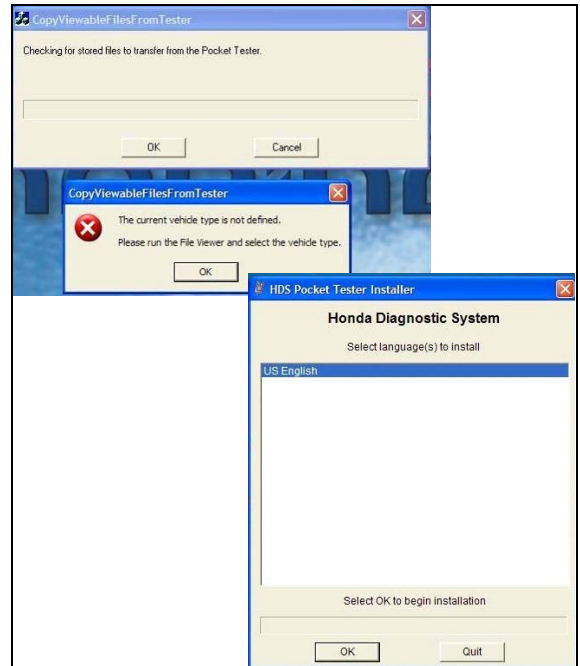 CopyViewableFilesFromTester
Checking for stored files to transfer from the Pocket Tester.
OK
Cancel
CopyViewableFilesFromTester
The current vehicle type is not defined.
Please run the File Viewer and select the vehicle type.
OK
HDS Pocket Tester Installer
Honda Diagnostic System
Select language(s) to install
US English
Select OK to begin installation
OK
Quit